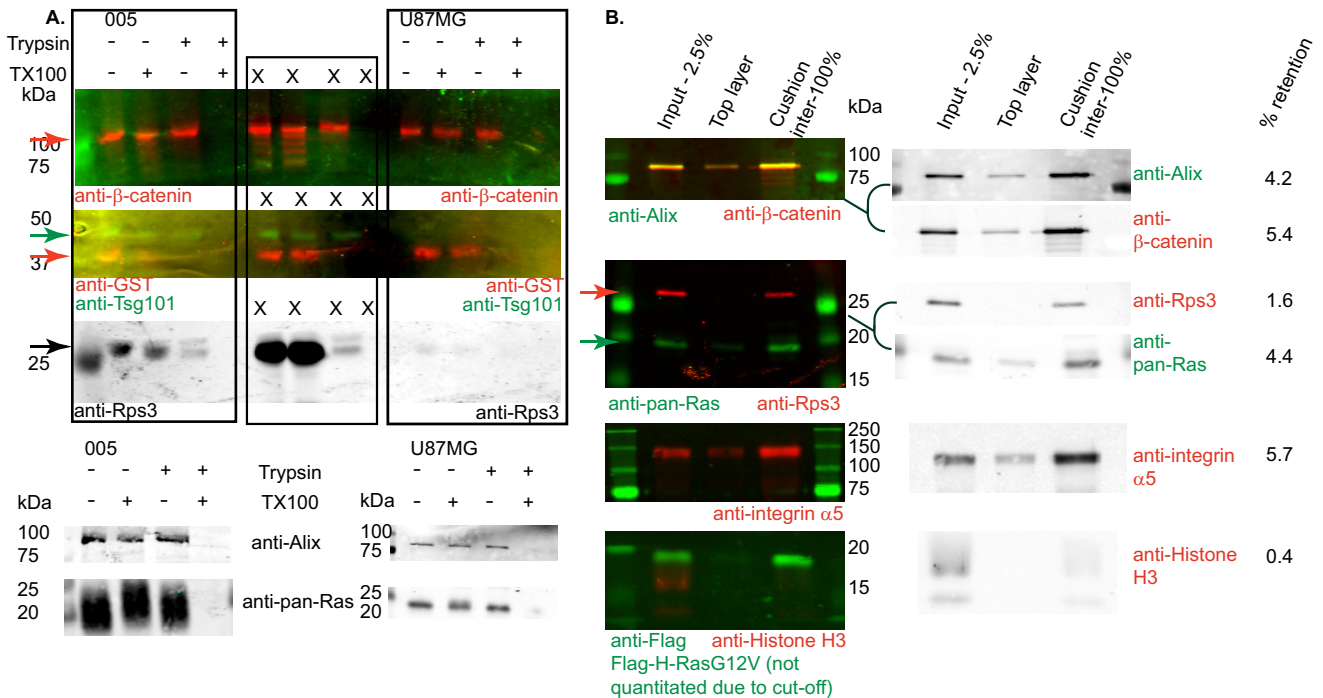 A.
005
U87MG
Trypsin - - + + - - + +
TX100 - + - + X X X X - + - +
kDa
100
75
anti-β-catenin anti-β-catenin
X X X X
50
37
anti-GST anti-GST
anti-Tsg101 anti-Tsg101
X X X X
25
anti-Rps3 anti-Rps3
005 U87MG
- - + + Trypsin - - + +
kDa - + - + TX100 kDa - + - +
100 100
75 anti-Alix 75
25 25
20 anti-pan-Ras 20
B.
Input - 2.5%
Top layer
Cushion
inter-100%
kDa
Input - 2.5%
Top layer
Cushion
inter-100%
% retention
100
75
anti-Alix anti-β-catenin
anti-Alix 4.2
anti-
β-catenin 5.4
25
20
15
anti-pan-Ras anti-Rps3
anti-Rps3 1.6
anti-
pan-Ras 4.4
250
150
100
75
anti-integrin α5
anti-integrin 5.7
α5
20
15
anti-Flag anti-Histone H3
Flag-H-RasG12V (not
quantitated due to cut-off)
anti-Histone 0.4
H3